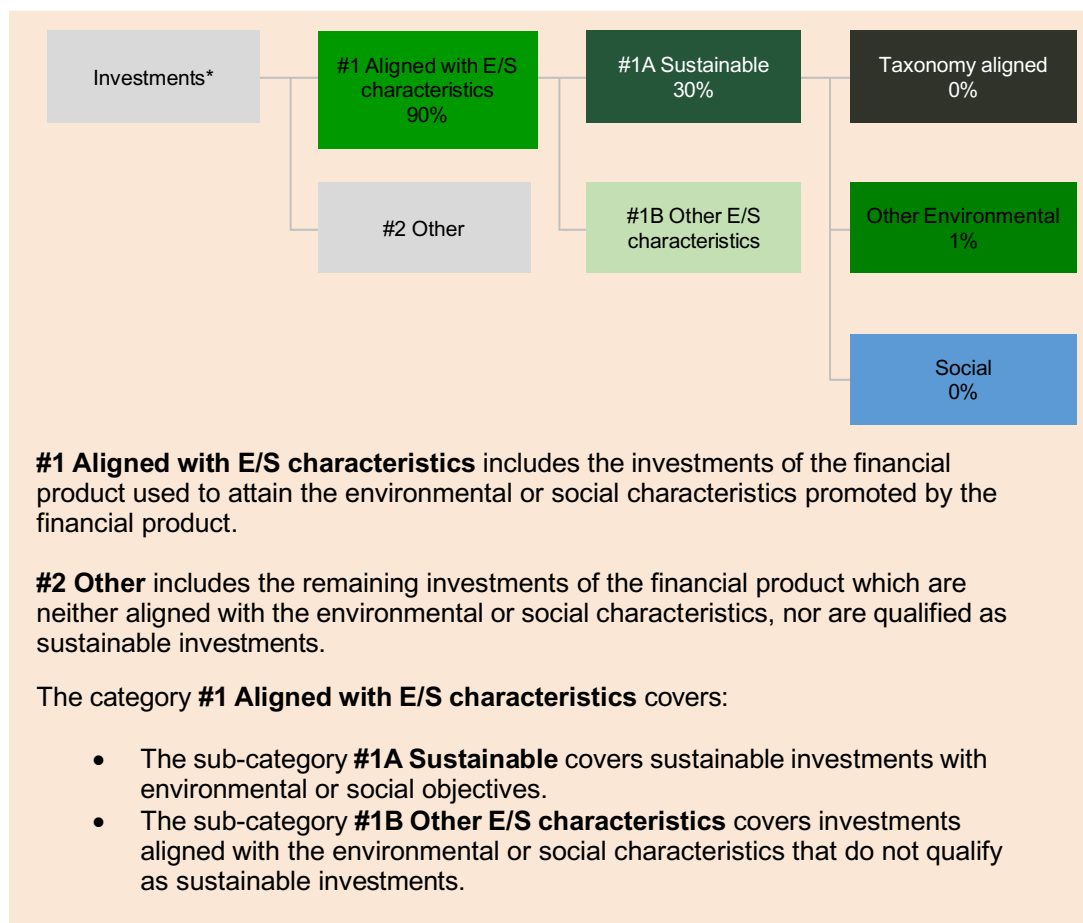 Investments*
#1 Aligned with E/S
characteristics
90%
#1A Sustainable
30%
Taxonomy aligned
0%
#2 Other
#1B Other E/S
characteristics
Other Environmental
1%
Social
0%
#1 Aligned with E/S characteristics includes the investments of the financial
product used to attain the environmental or social characteristics promoted by the
financial product.
#2 Other includes the remaining investments of the financial product which are
neither aligned with the environmental or social characteristics, nor are qualified as
sustainable investments.
The category #1 Aligned with E/S characteristics covers:
• The sub-category #1A Sustainable covers sustainable investments with
environmental or social objectives.
• The sub-category #1B Other E/S characteristics covers investments
aligned with the environmental or social characteristics that do not qualify
as sustainable investments.